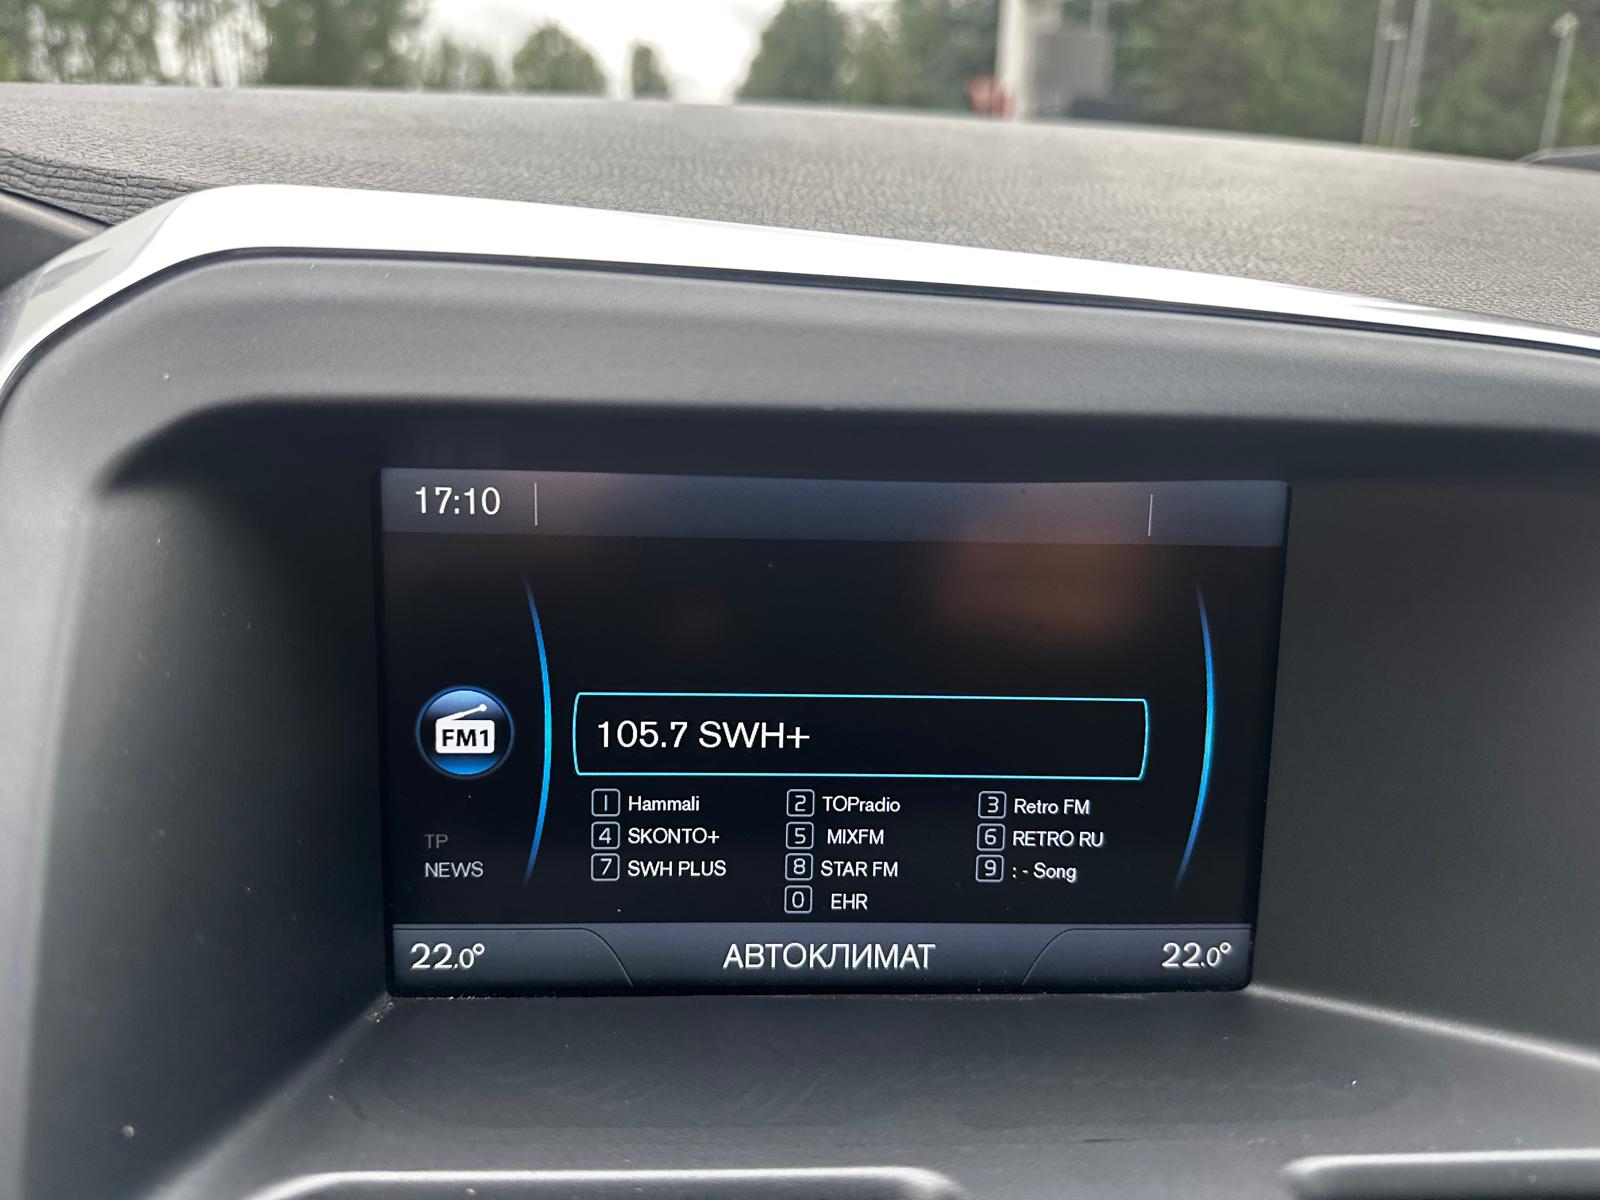 17:10
FM1
105.7 SWH+
1 Hammali 2 TOPradio 3 Retro FM
4 SKONTO+ 5 MIXFM 6 RETRO RU
7 SWH PLUS 8 STAR FM 9 : - Song
0 EHR
TP
NEWS
22.0° АВТОКЛИМАТ 22.0°